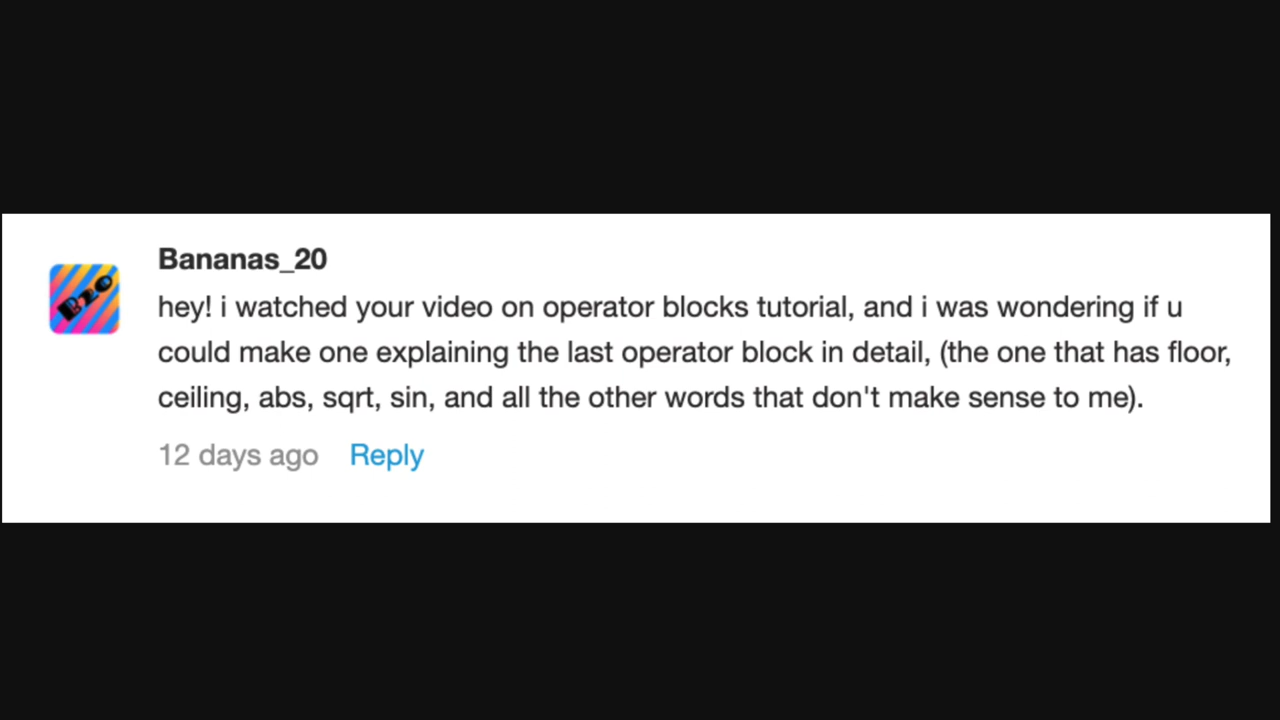 Bananas_20
hey! i watched your video on operator blocks tutorial, and i was wondering if u
could make one explaining the last operator block in detail, (the one that has floor,
ceiling, abs, sqrt, sin, and all the other words that don't make sense to me).
12 days ago Reply
B20